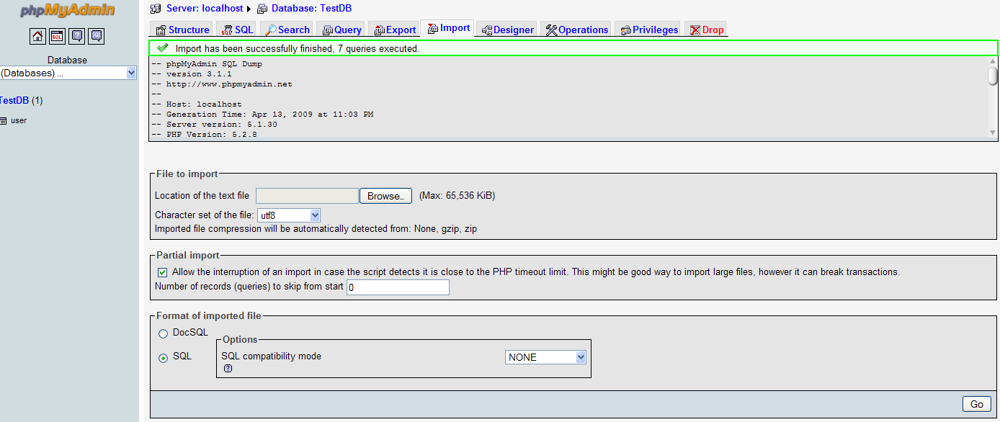 phpMyAdmin
Database
(Databases) ...
TestDB (1)
user
Server: localhost Database: TestDB
Structure SQL Search Query Export Import Designer Operations Privileges Drop
Import has been successfully finished, 7 queries executed.
-- phpMyAdmin SQL Dump
-- version 3.1.1
-- http://www.phpmyadmin.net
--
-- Host: localhost
-- Generation Time: Apr 13, 2009 at 11:03 PM
-- Server version: 5.1.30
-- PHP Version: 5.2.8
File to import
Location of the text file Browse... (Max: 65,536 KiB)
Character set of the file: utf8
Imported file compression will be automatically detected from: None, gzip, zip
Partial import
Allow the interruption of an import in case the script detects it is close to the PHP timeout limit. This might be good way to import large files, however it can break transactions.
Number of records (queries) to skip from start 0
Format of imported file
DocSQL
Options
SQL
SQL compatibility mode NONE
Go